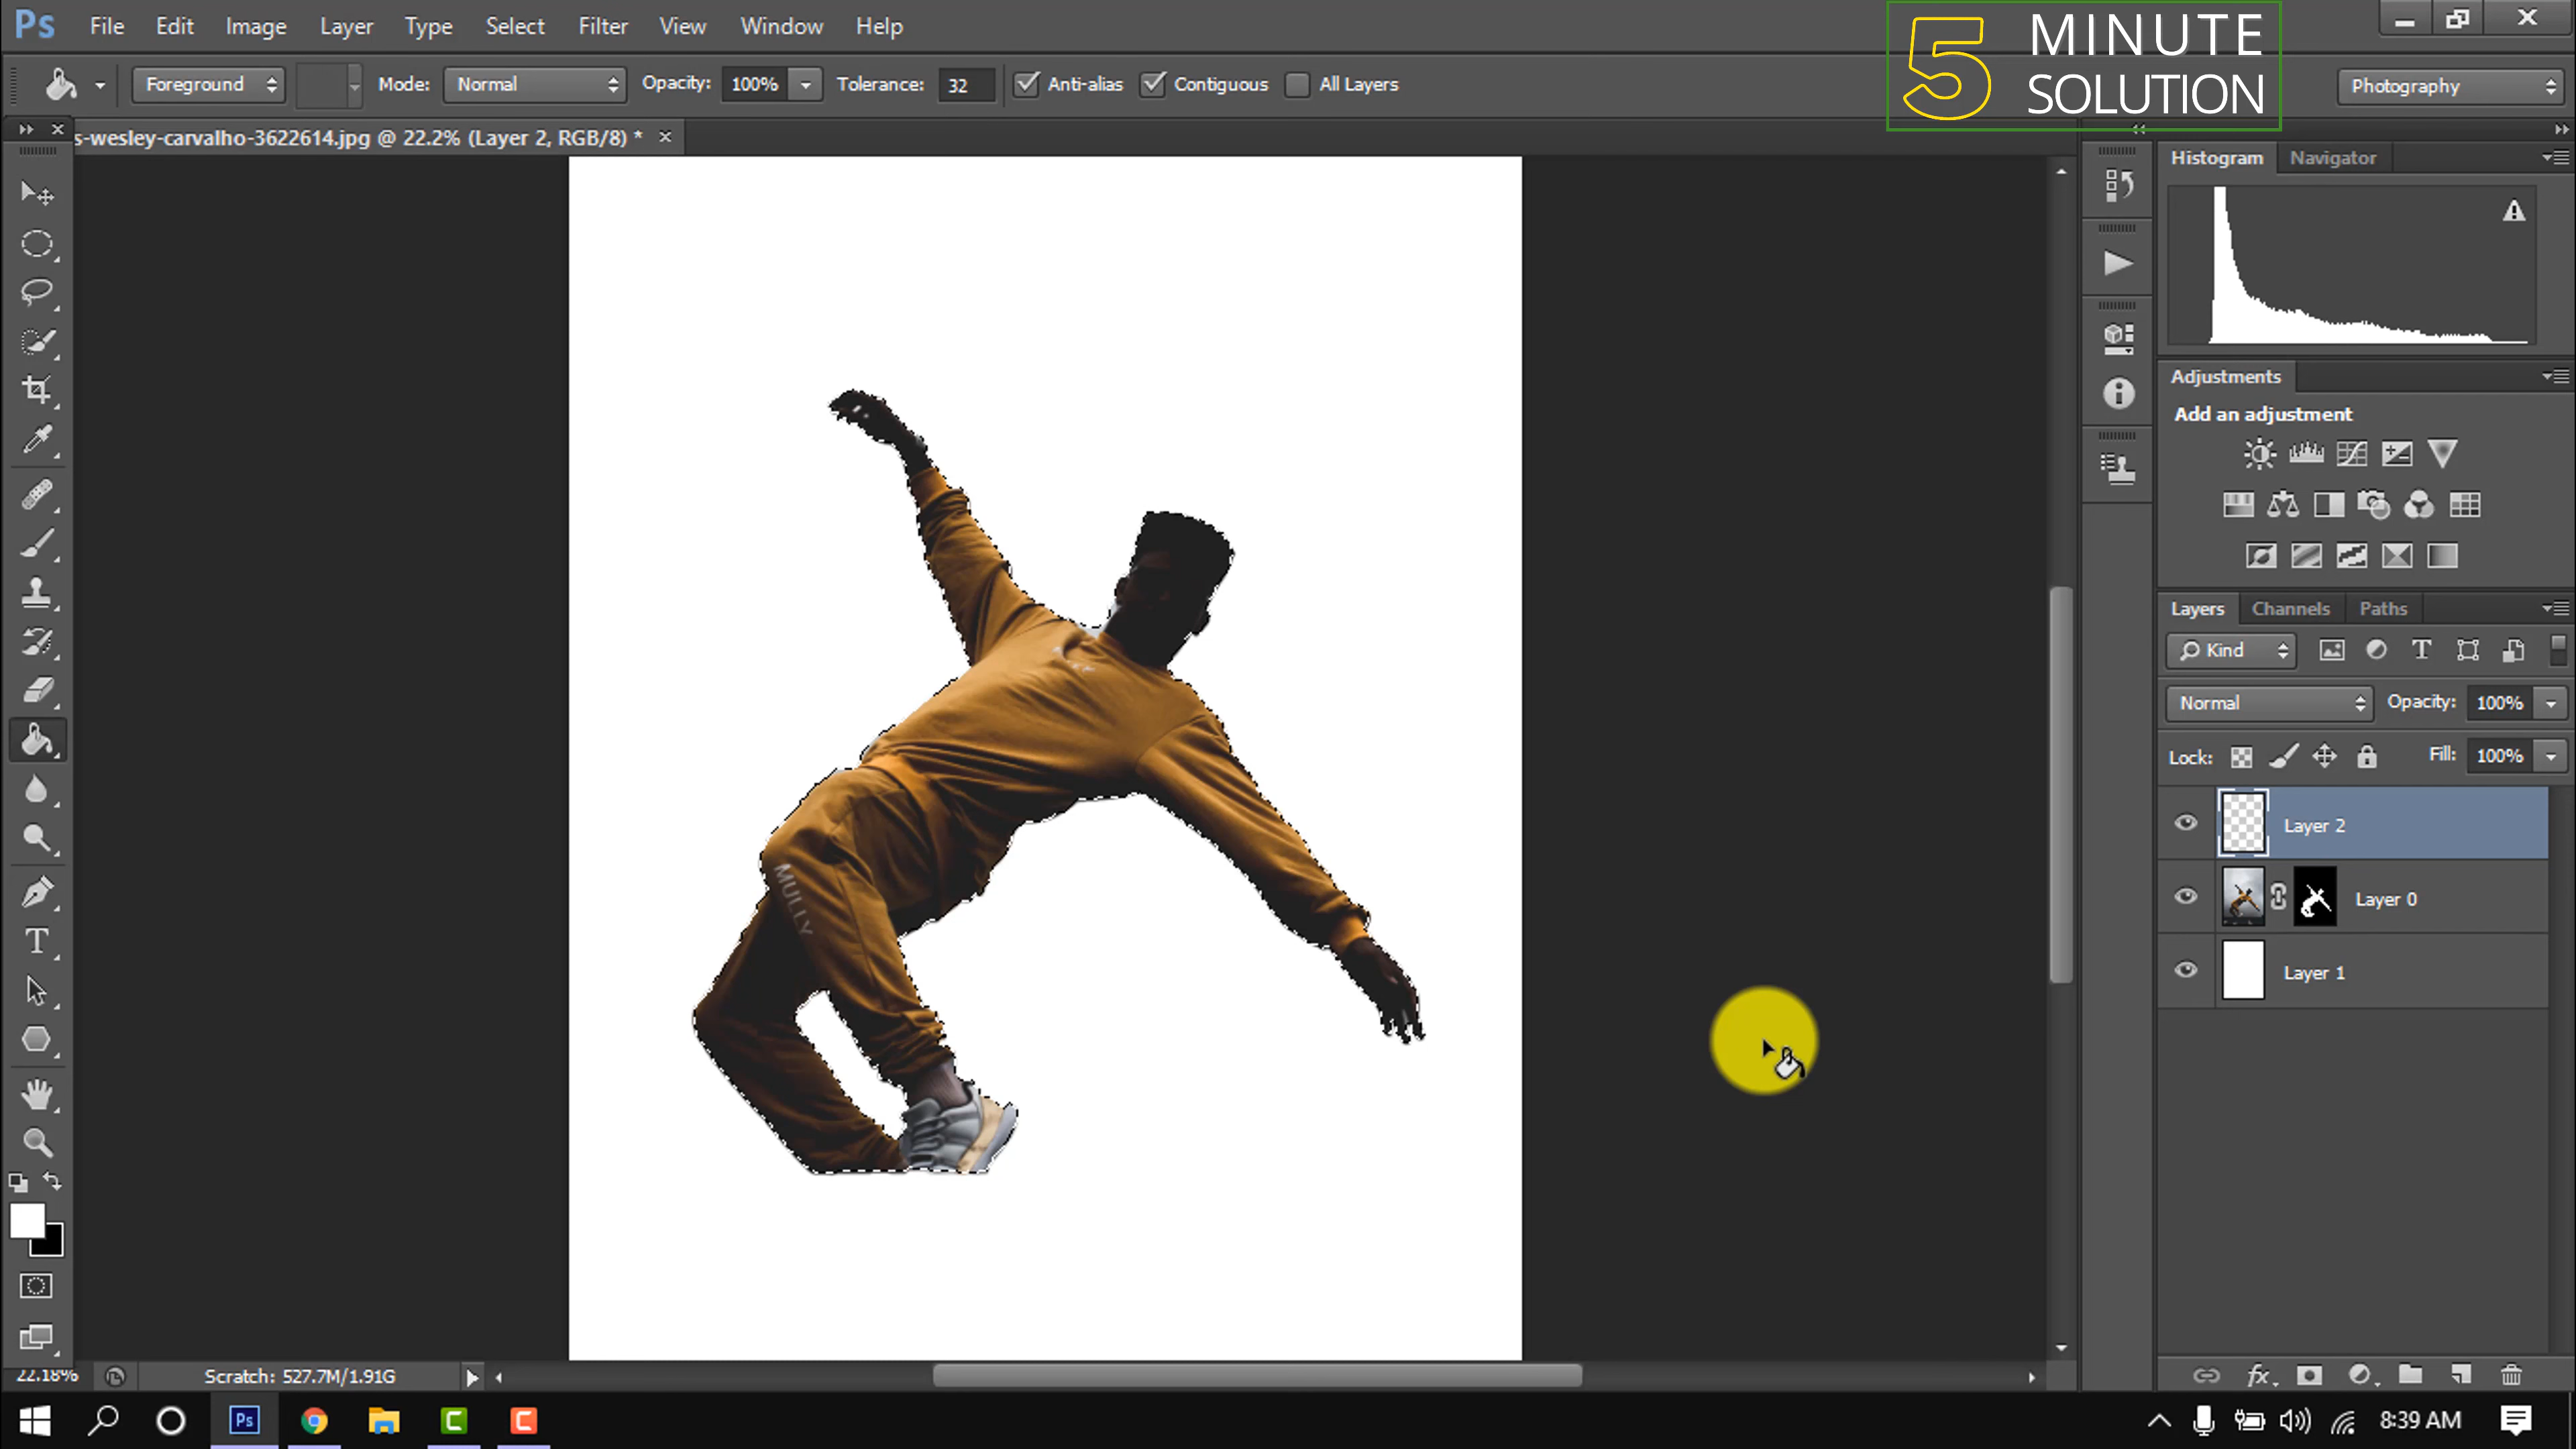 Ps File Edit Image Layer Type Select Filter View Window Help
5 MINUTE
SOLUTION
Foreground Mode: Normal Opacity: 100% Tolerance: 32 Anti-alias Contiguous All Layers Photography
s-wesley-carvalho-3622614.jpg @ 22.2% (Layer 2, RGB/8) *
Histogram Navigator
Adjustments
Add an adjustment
Layers Channels Paths
Kind
Normal Opacity: 100%
Lock: Fill: 100%
Layer 2
Layer 0
Layer 1
MULLY
22.18% Scratch: 527.7M/1.91G
fx
Ps 8:39 AM